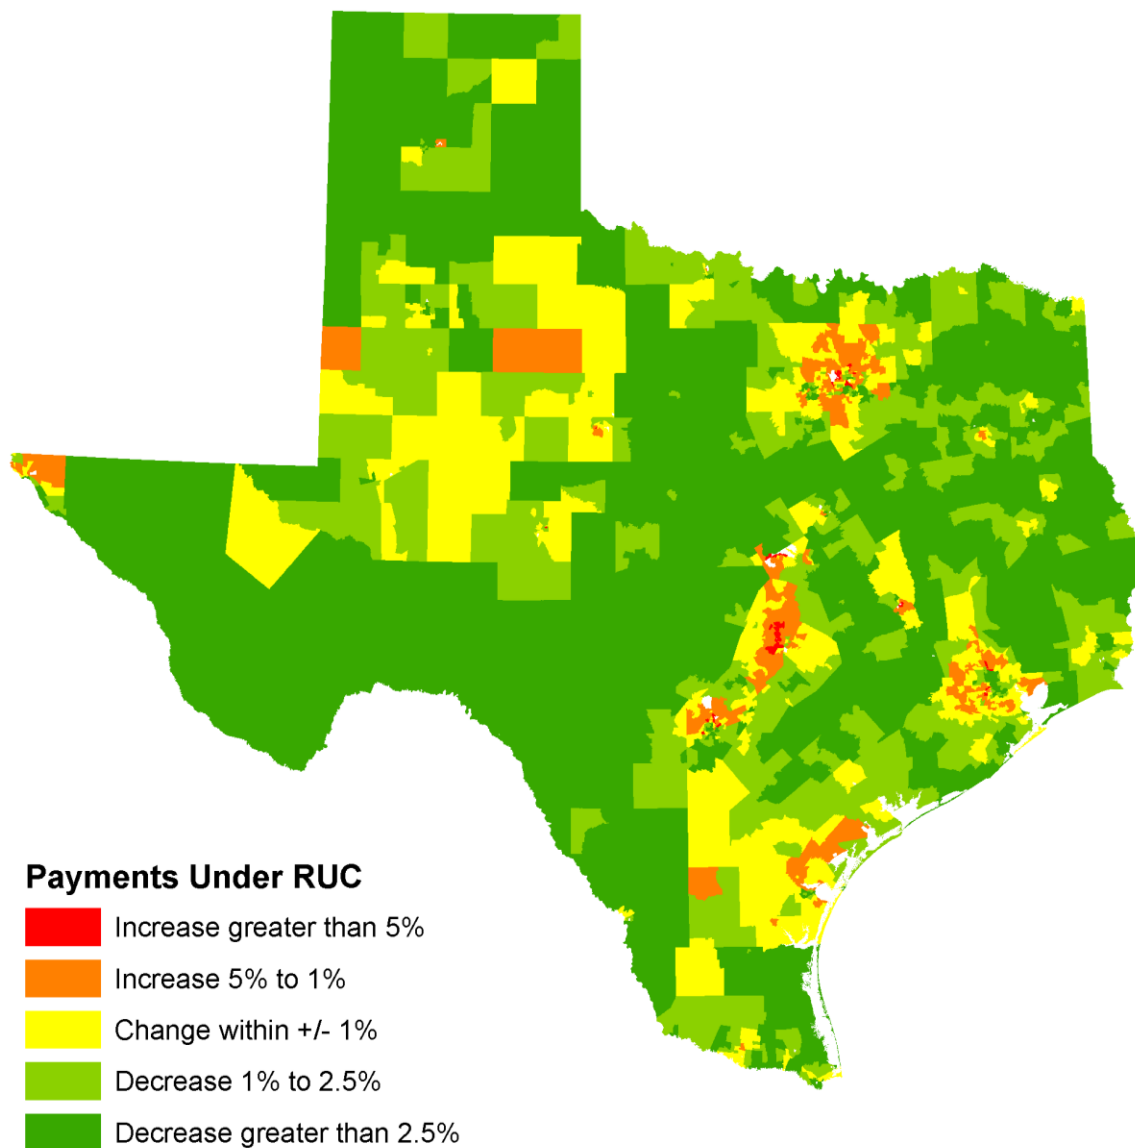 Payments Under RUC
Increase greater than 5%
Increase 5% to 1%
Change within +/- 1%
Decrease 1% to 2.5%
Decrease greater than 2.5%